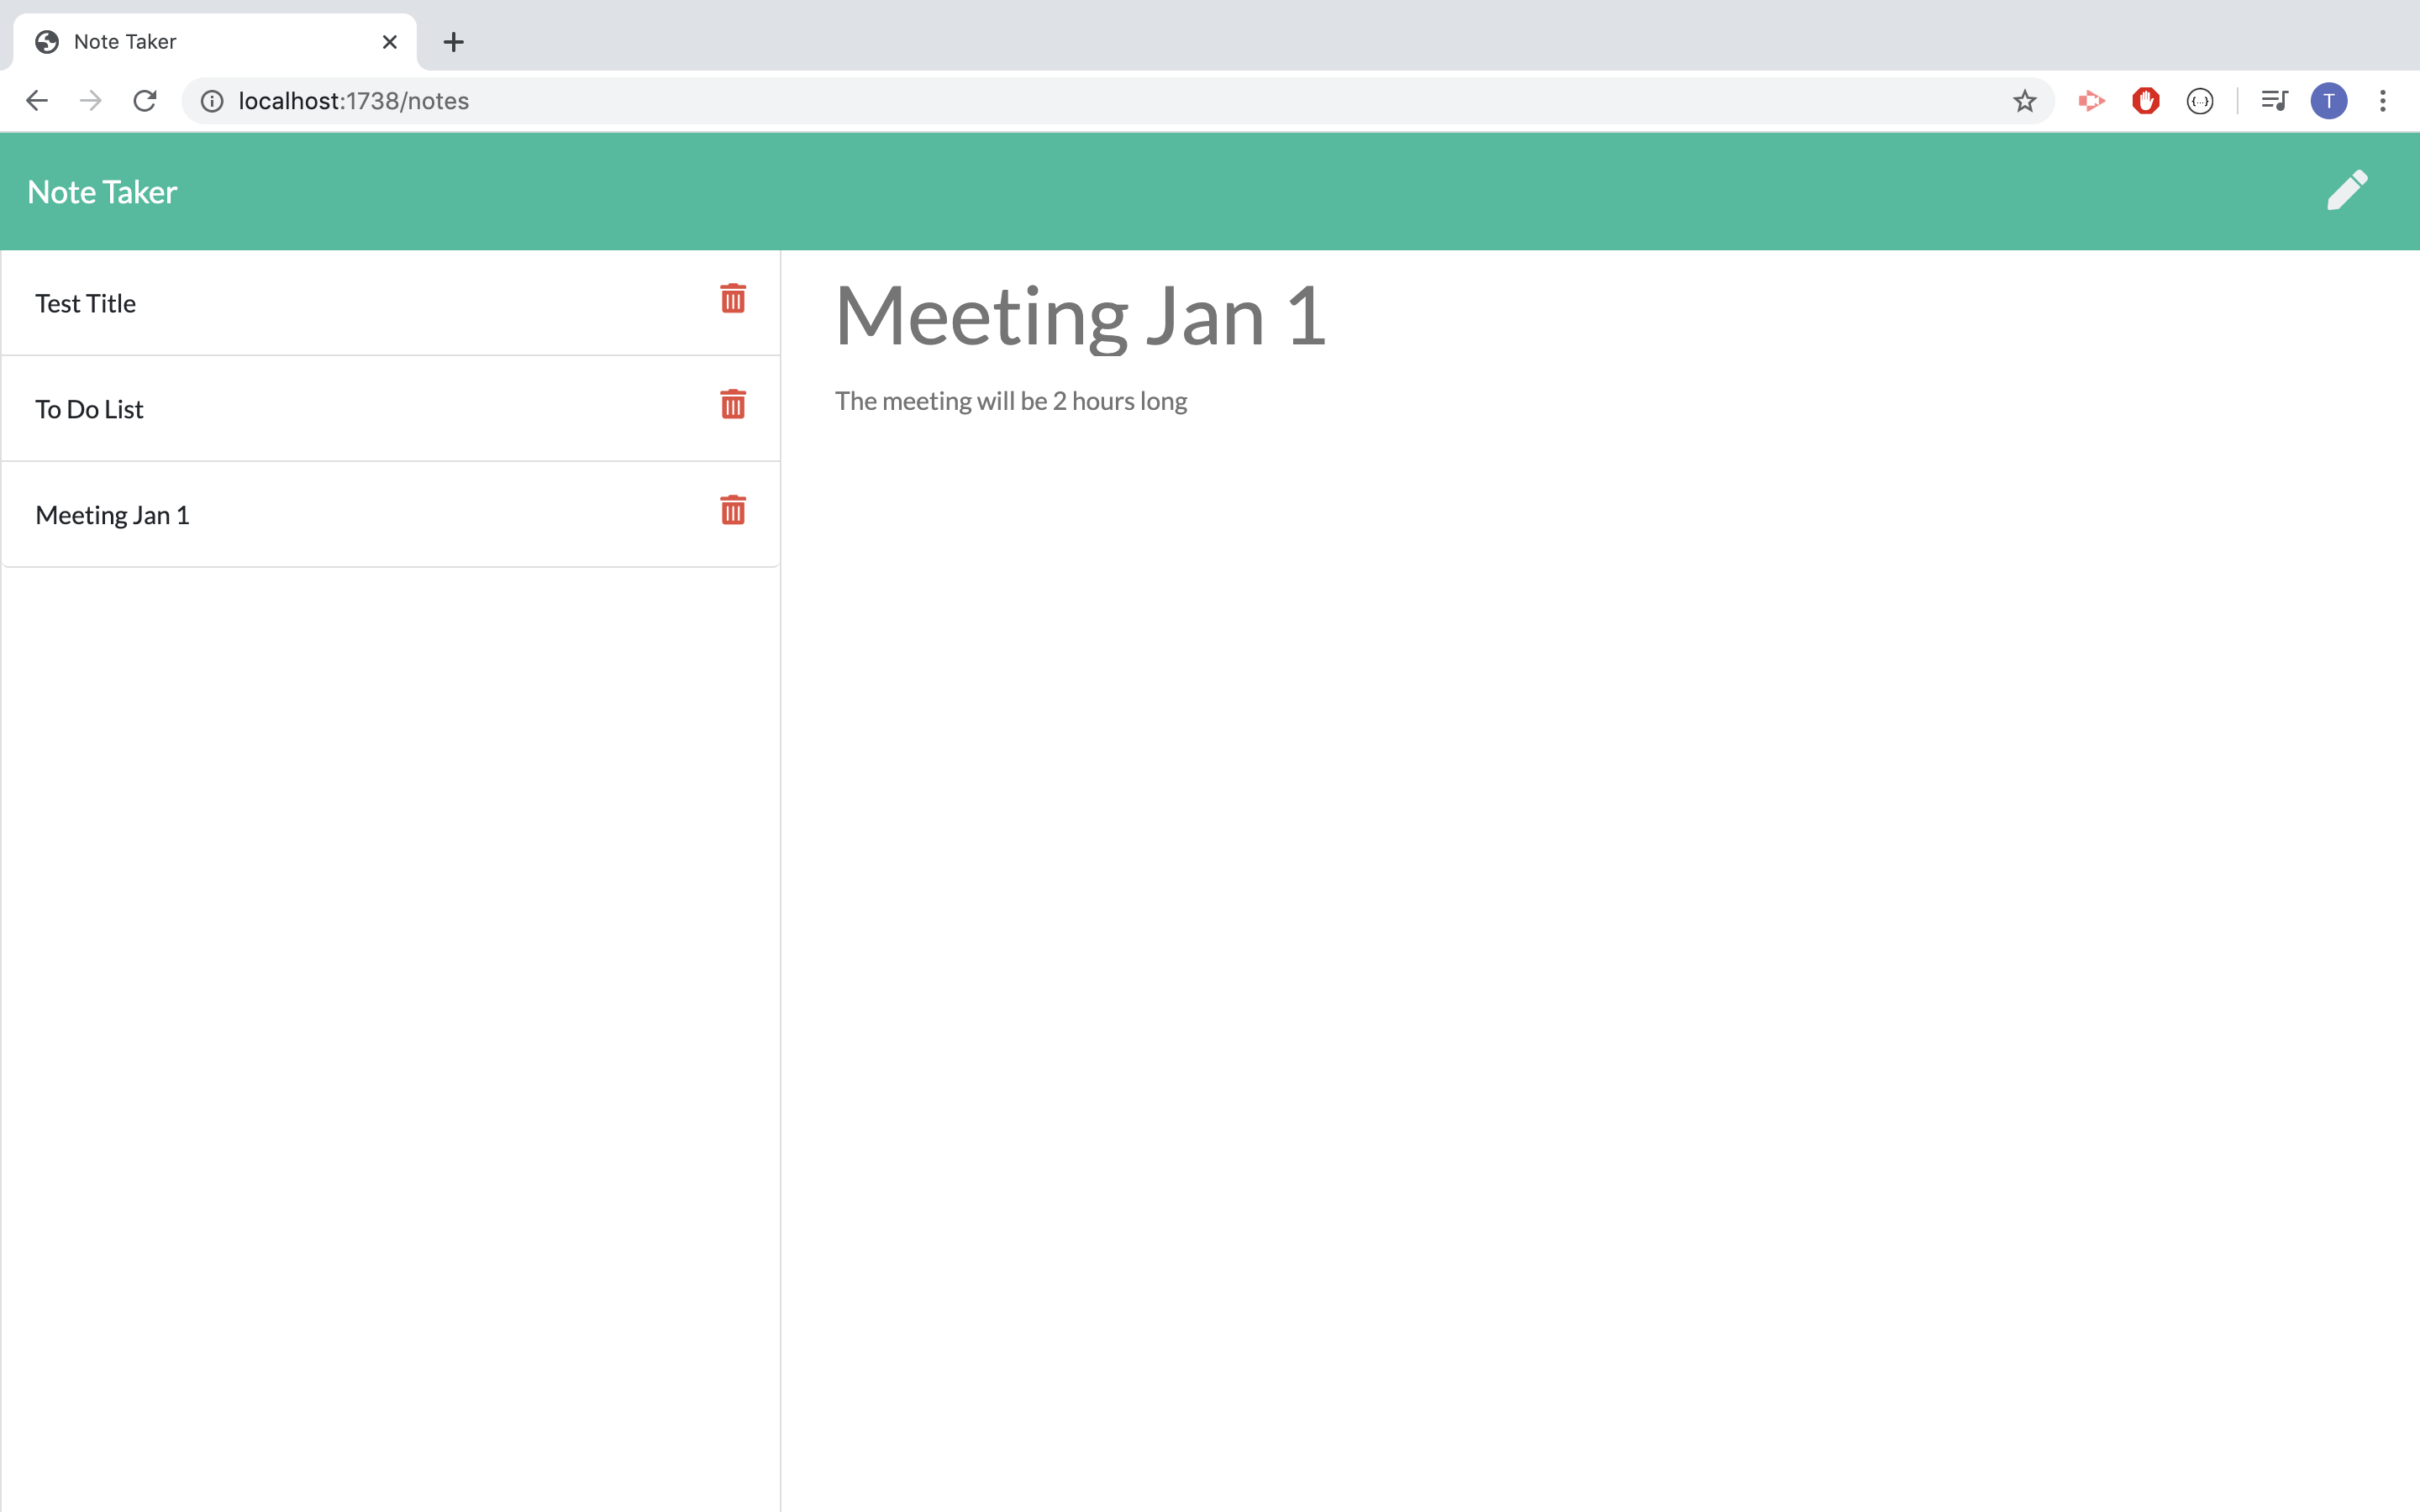 Note Taker
localhost:1738/notes
T
Note Taker
Test Title
To Do List
Meeting Jan 1
Meeting Jan 1
The meeting will be 2 hours long